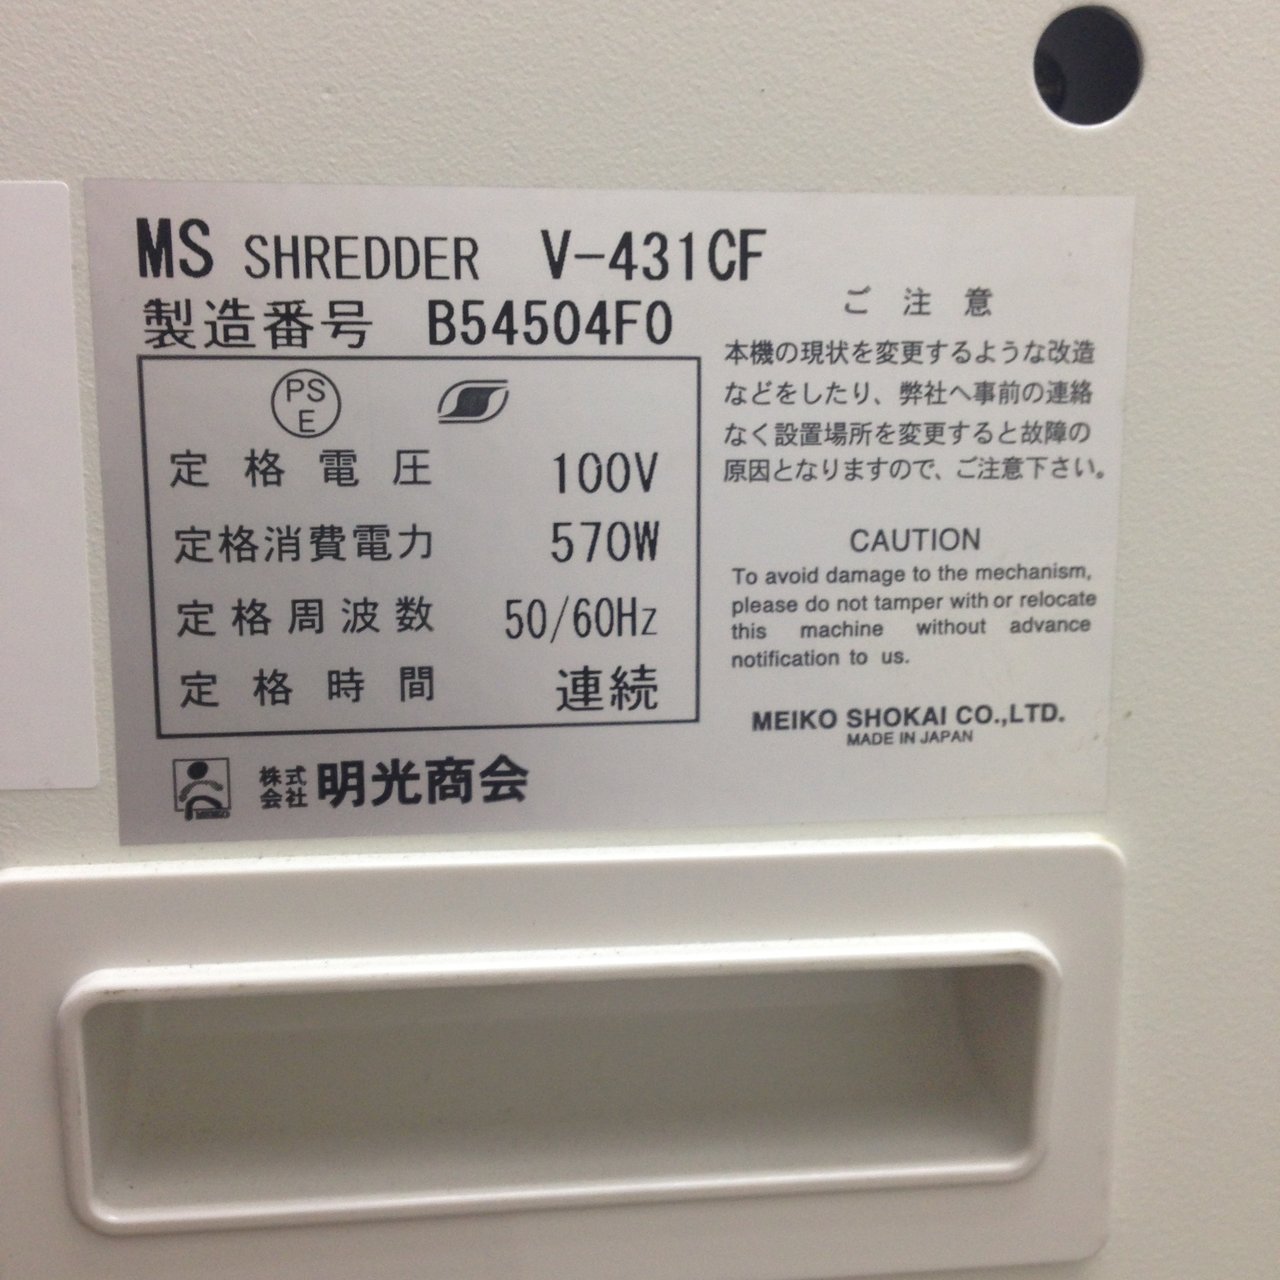 MS SHREDDER V-431CF
製造番号 B54504F0
PS
E
定格電圧 100V
定格消費電力 570W
定格周波数 50/60Hz
定格時間 連続
株式
会社 明光商会
ご注意
本機の現状を変更するような改造
などをしたり、弊社へ事前の連絡
なく設置場所を変更すると故障の
原因となりますので、ご注意下さい。
CAUTION
To avoid damage to the mechanism,
please do not tamper with or relocate
this machine without advance
notification to us.
MEIKO SHOKAI CO.,LTD.
MADE IN JAPAN